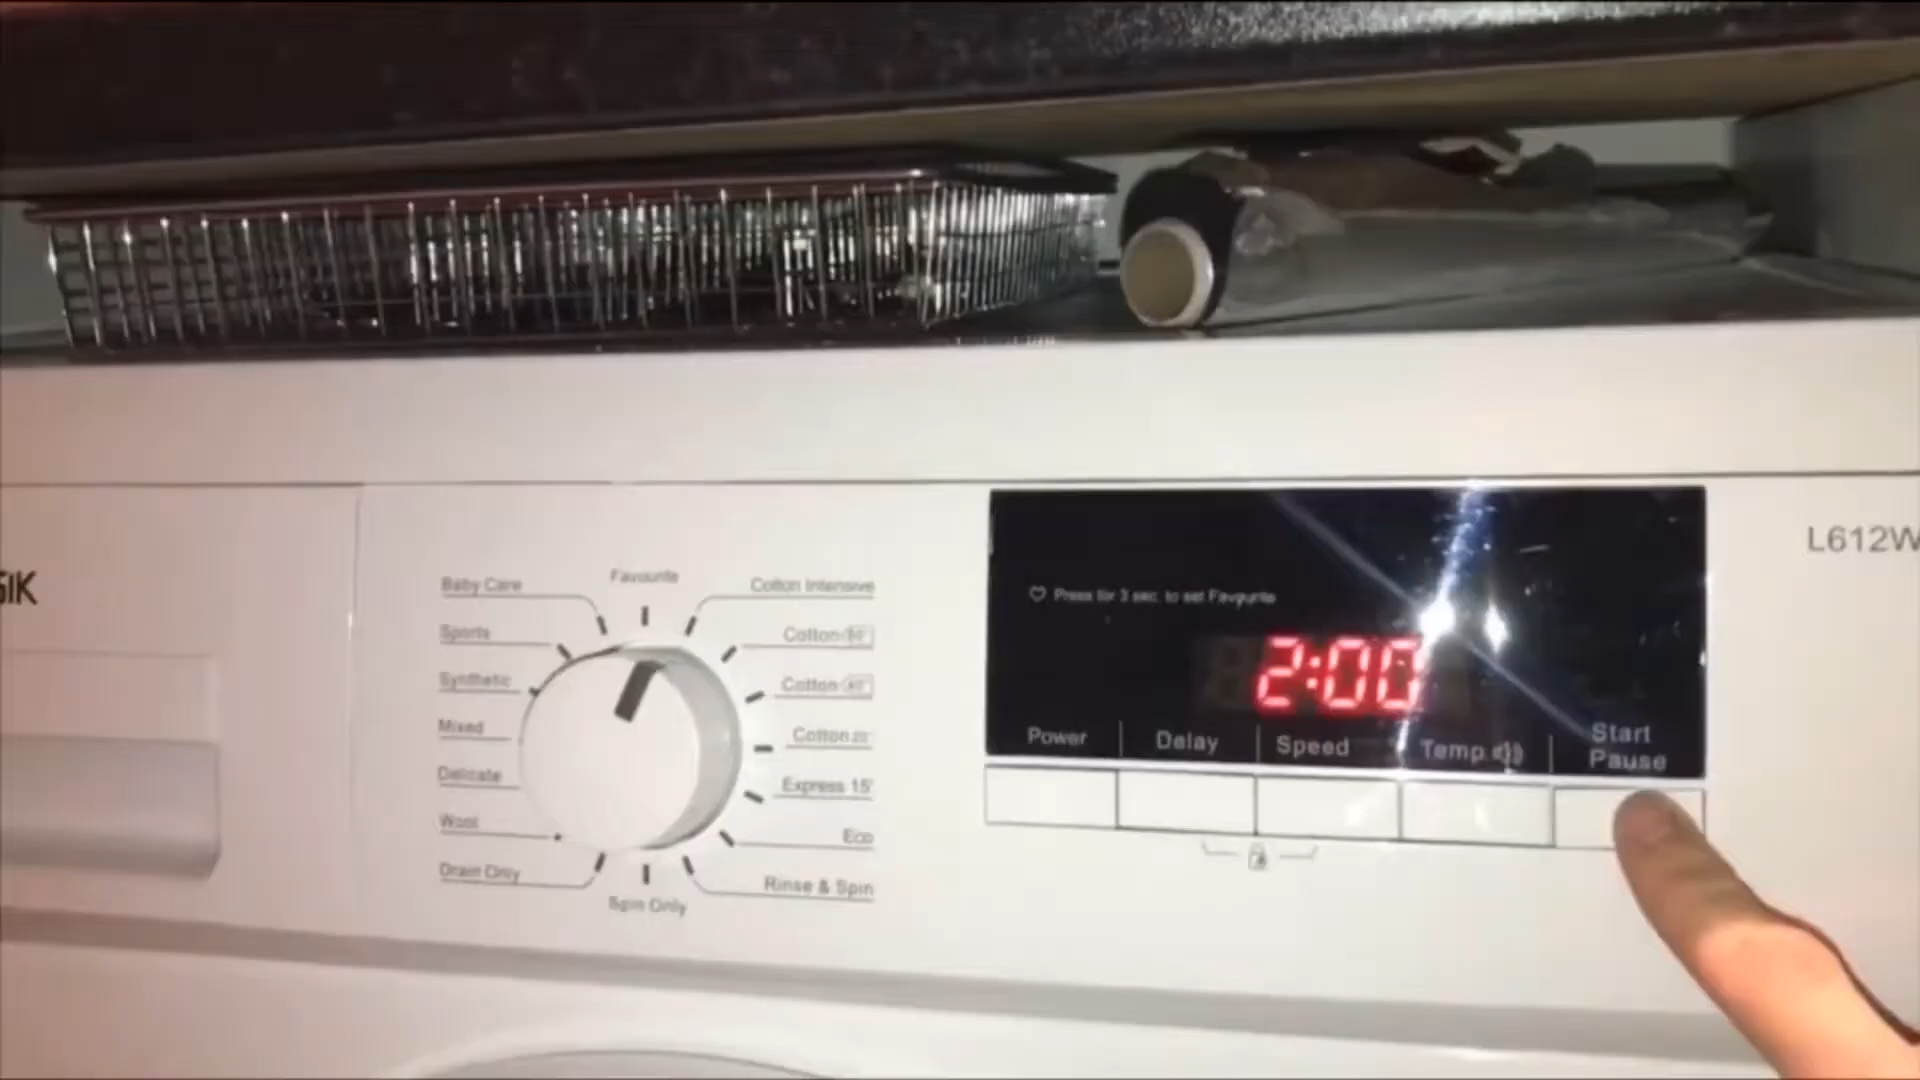 L612W
GIK
Favourite
Baby Care
Sports
Synthetic
Mixed
Delicate
Wool
Drain Only
Spin Only
Cotton Intensive
Cotton
Cotton
Cotton 20°
Express 15'
Eco
Rinse & Spin
♡ Press for 3 sec. to set Favourite
2:00
Power
Delay
Speed
Temp.
Start
Pause